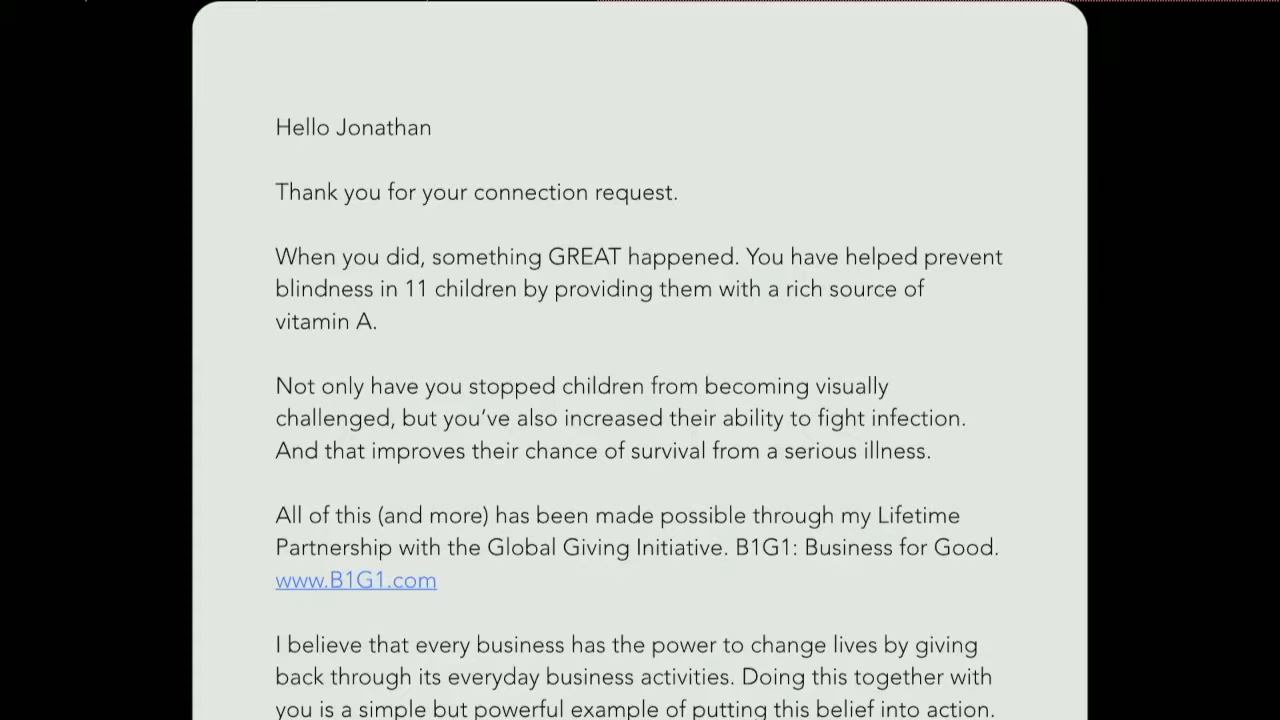 Hello Jonathan
Thank you for your connection request.
When you did, something GREAT happened. You have helped prevent
blindness in 11 children by providing them with a rich source of
vitamin A.
Not only have you stopped children from becoming visually
challenged, but you’ve also increased their ability to fight infection.
And that improves their chance of survival from a serious illness.
All of this (and more) has been made possible through my Lifetime
Partnership with the Global Giving Initiative. B1G1: Business for Good.
www.B1G1.com
I believe that every business has the power to change lives by giving
back through its everyday business activities. Doing this together with
you is a simple but powerful example of putting this belief into action.